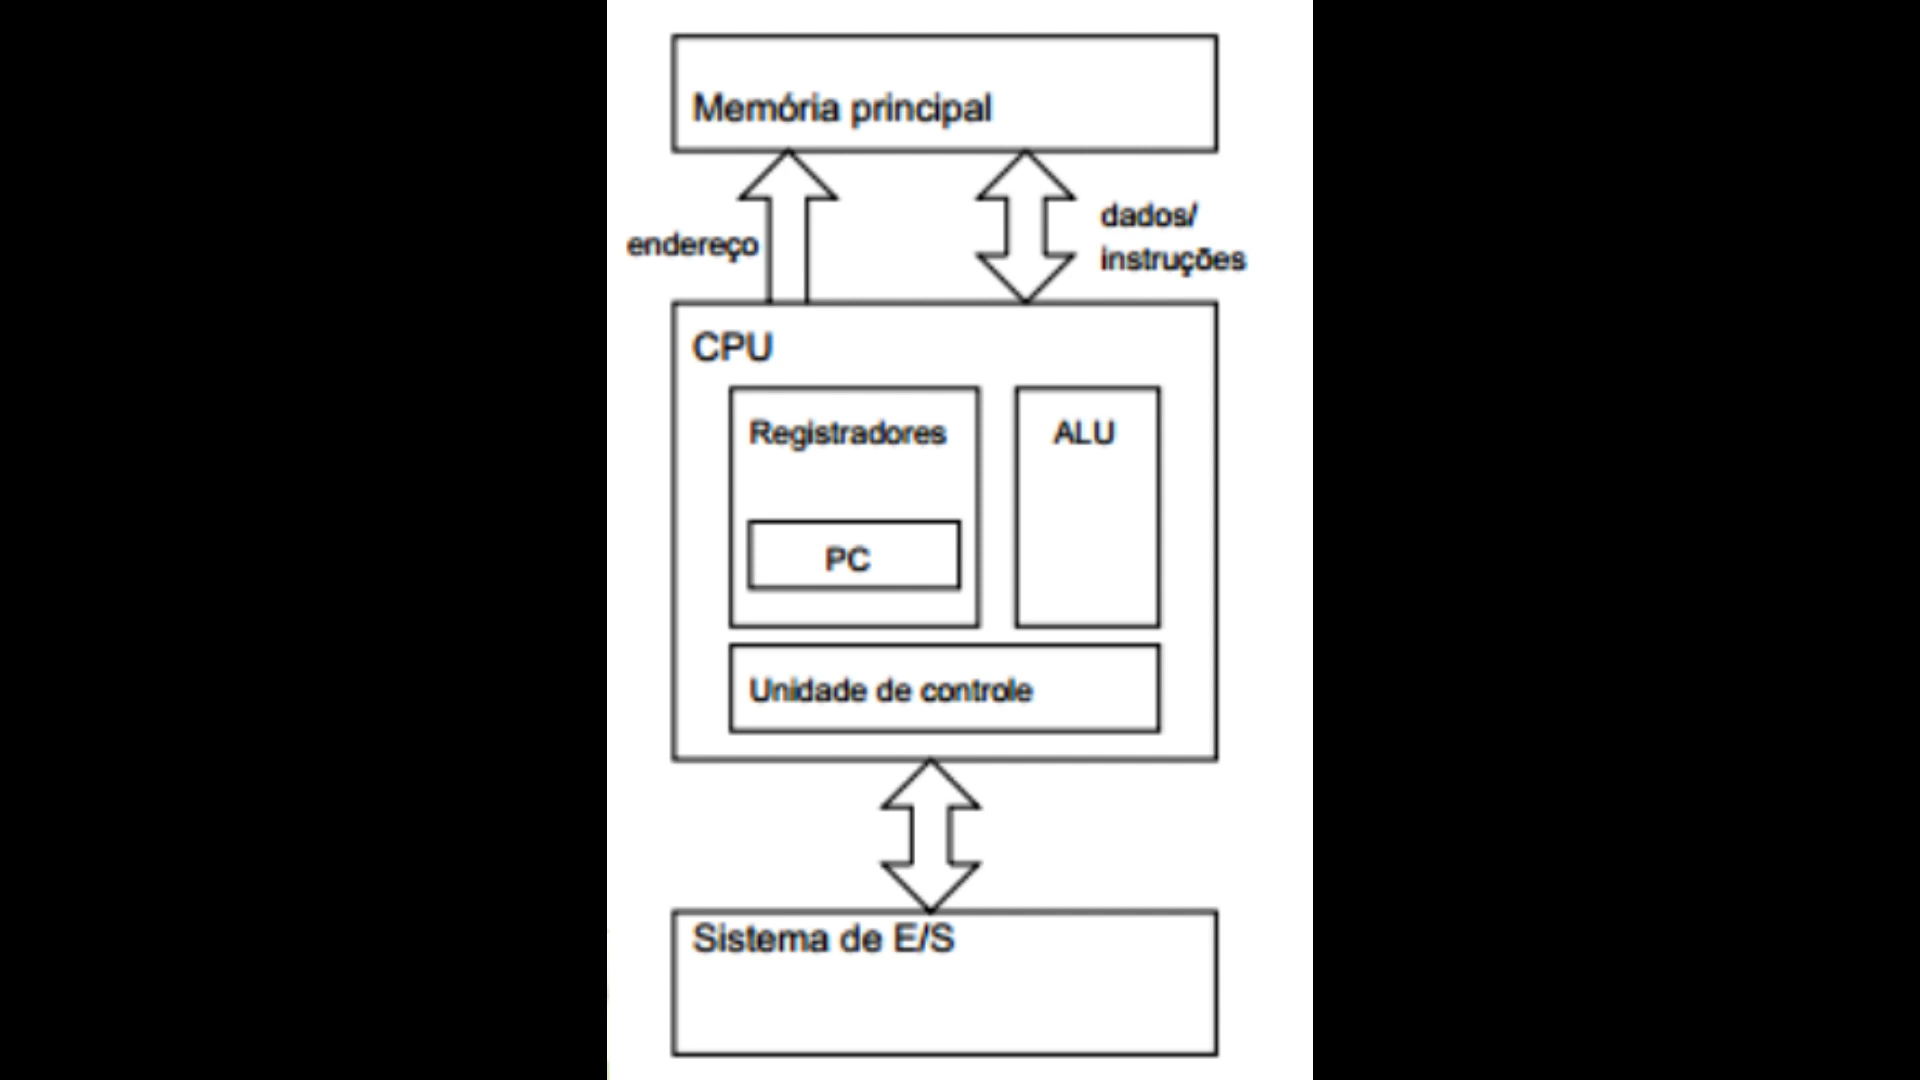 Memória principal
endereço
dados/
instruções
CPU
Registradores
ALU
PC
Unidade de controle
Sistema de E/S